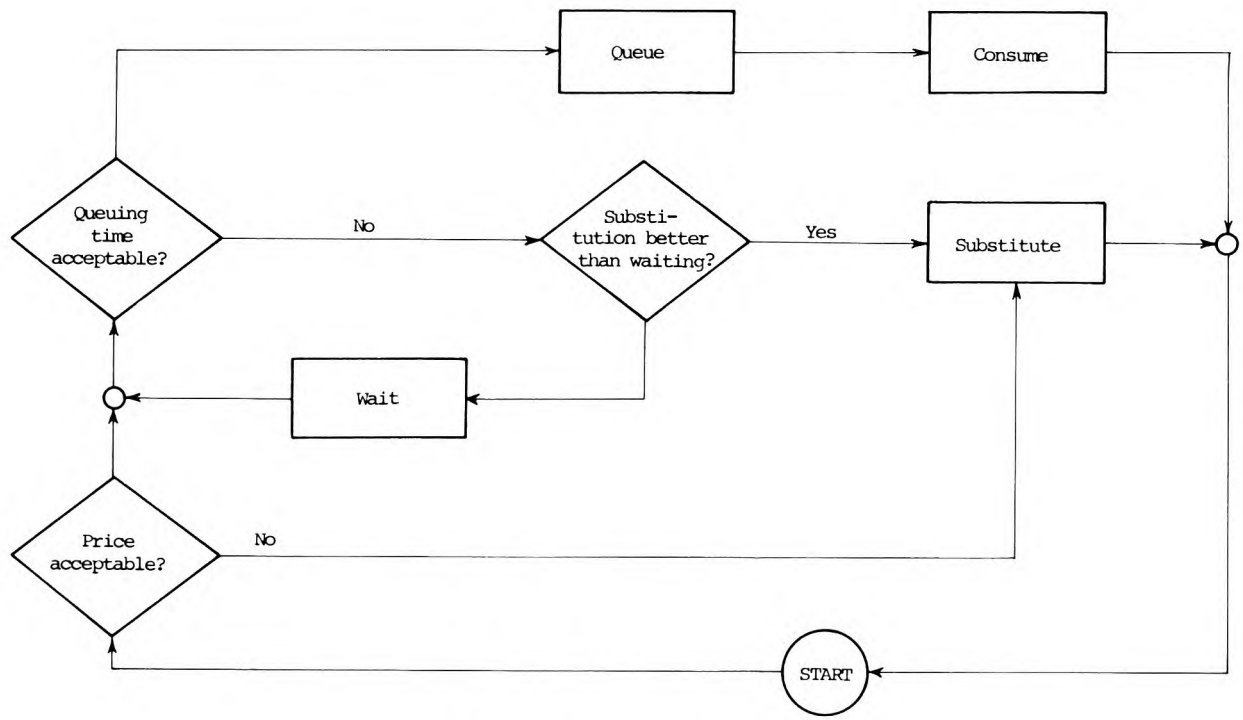 Queue
Consume
Queuing
time
acceptable?
No
Substi-
tution better
than waiting?
Yes
Substitute
Wait
Price
acceptable?
No
START